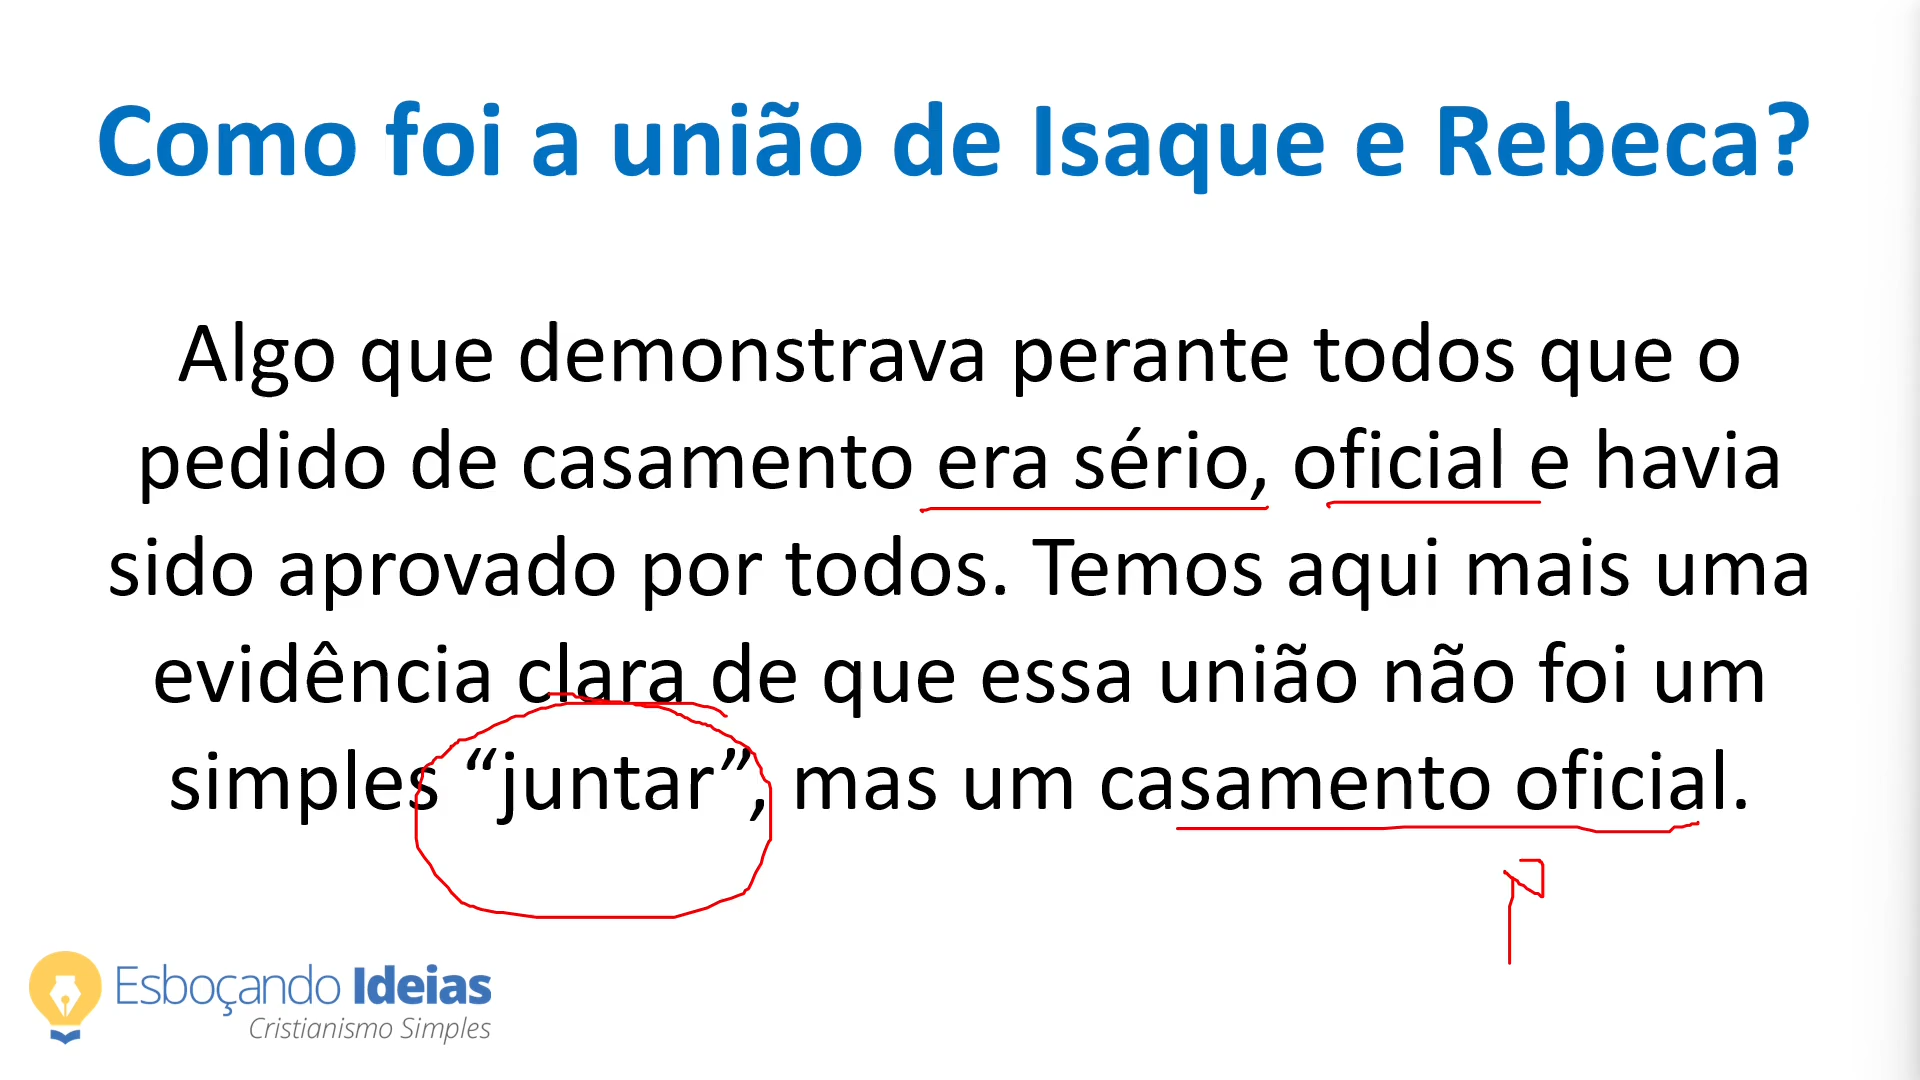 Como foi a união de Isaque e Rebeca?
Algo que demonstrava perante todos que o
pedido de casamento era sério, oficial e havia
sido aprovado por todos. Temos aqui mais uma
evidência clara de que essa união não foi um
simples “juntar”, mas um casamento oficial.
Esboçando Ideias
Cristianismo Simples